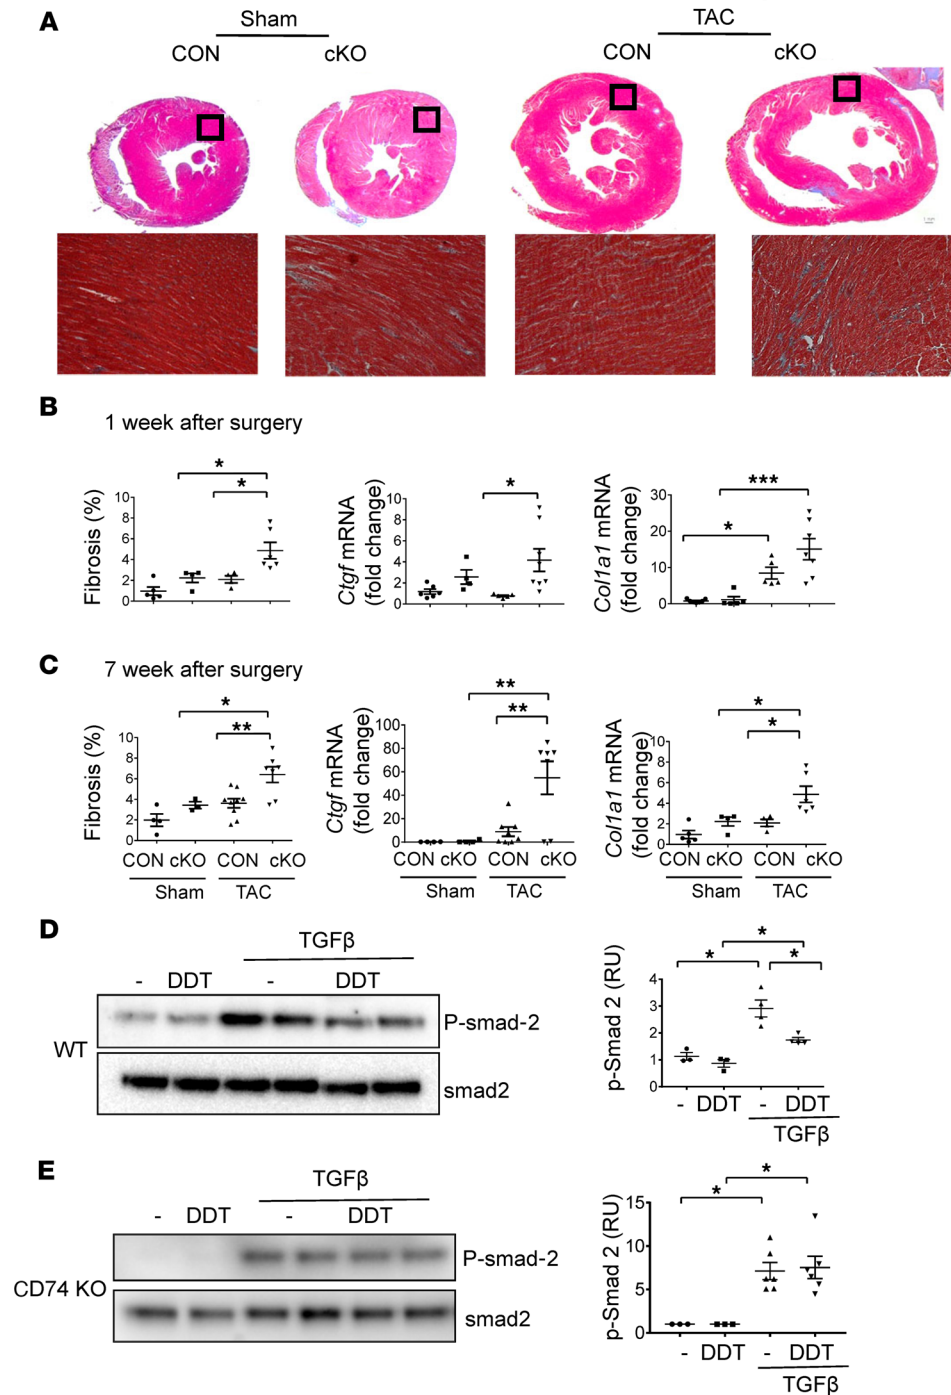 A
Sham
TAC
CON
cKO
CON
cKO
B
1 week after surgery
Fibrosis (%)
10
8
6
4
2
0
*
*
Ctgf mRNA
(fold change)
10
8
6
4
2
0
*
Col1a1 mRNA
(fold change)
30
20
10
0
*
***
C
7 week after surgery
Fibrosis (%)
10
8
6
4
2
0
*
**
CON cKO CON cKO
Sham TAC
Ctgf mRNA
(fold change)
100
80
60
40
20
0
**
**
CON cKO CON cKO
Sham TAC
Col1a1 mRNA
(fold change)
10
8
6
4
2
0
*
*
CON cKO CON cKO
Sham TAC
D
TGFβ
- DDT - DDT
WT
P-smad-2
smad2
p-Smad 2 (RU)
4
3
2
1
0
*
*
*
- DDT - DDT
TGFβ
E
TGFβ
- DDT - DDT
CD74 KO
P-smad-2
smad2
p-Smad 2 (RU)
15
10
5
0
*
*
- DDT - DDT
TGFβ